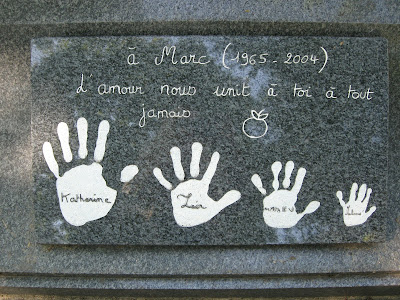 à Marc (1965-2004)
L'amour nous unit à toi à tout
jamais
Katherine
Léa